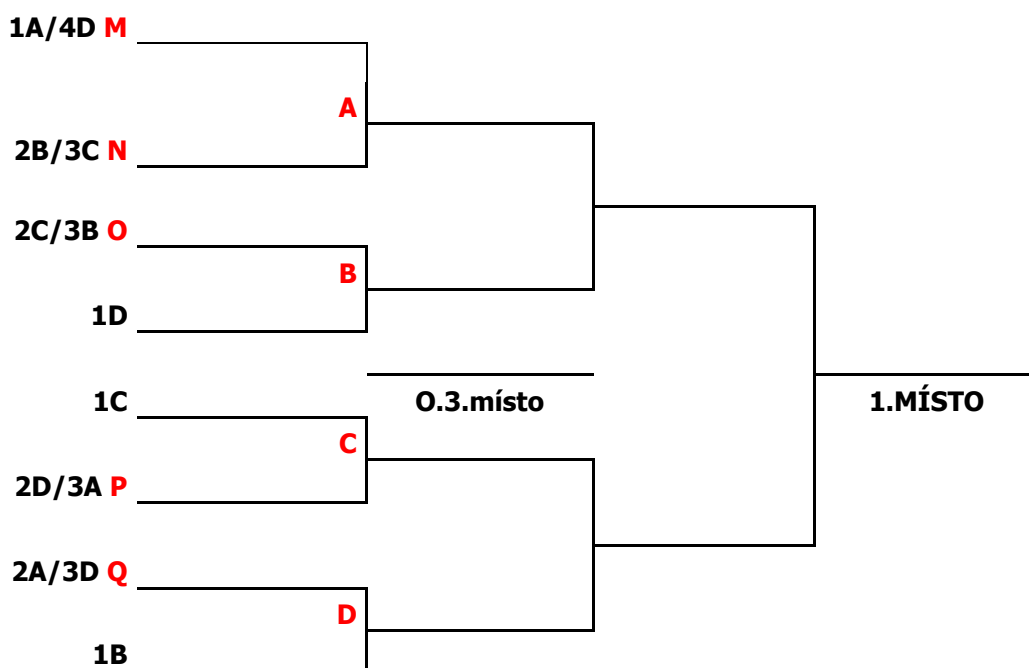 1A/4D M
A
2B/3C N
2C/3B O
B
1D
1C
O.3.místo
1.MÍSTO
C
2D/3A P
2A/3D Q
D
1B